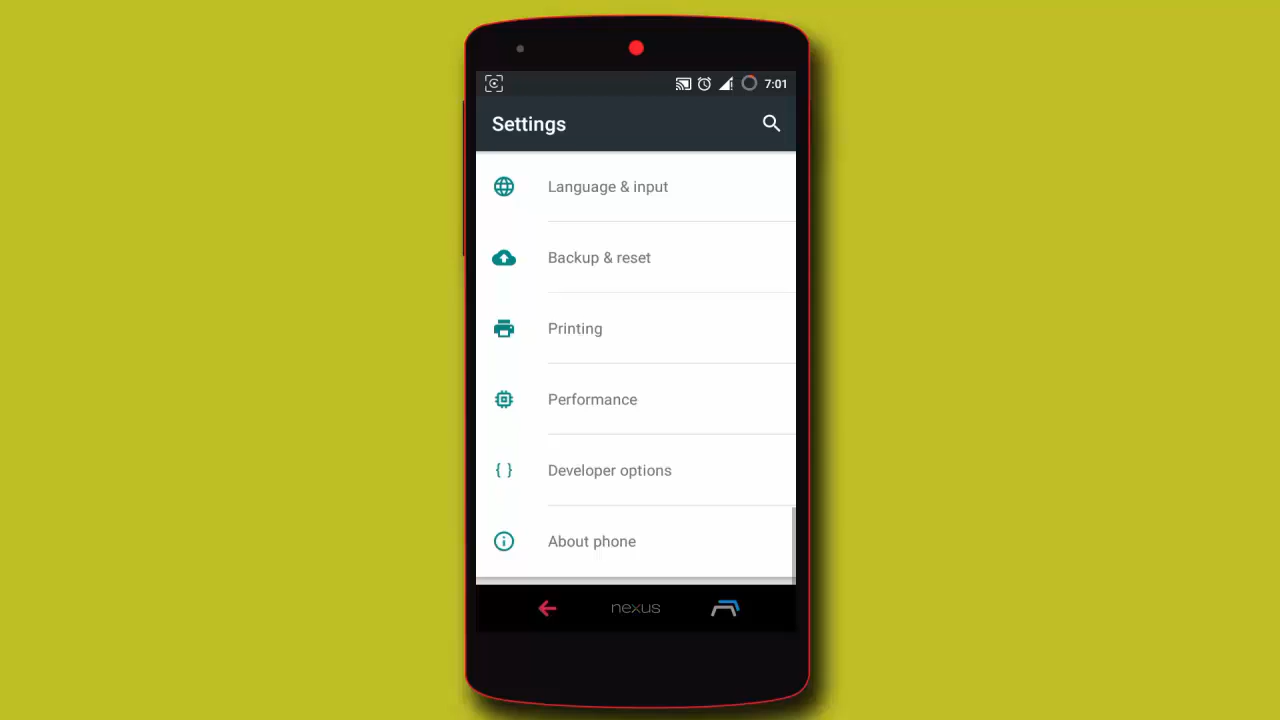 7:01
Settings
Language & input
Backup & reset
Printing
Performance
{ } Developer options
About phone
nexus